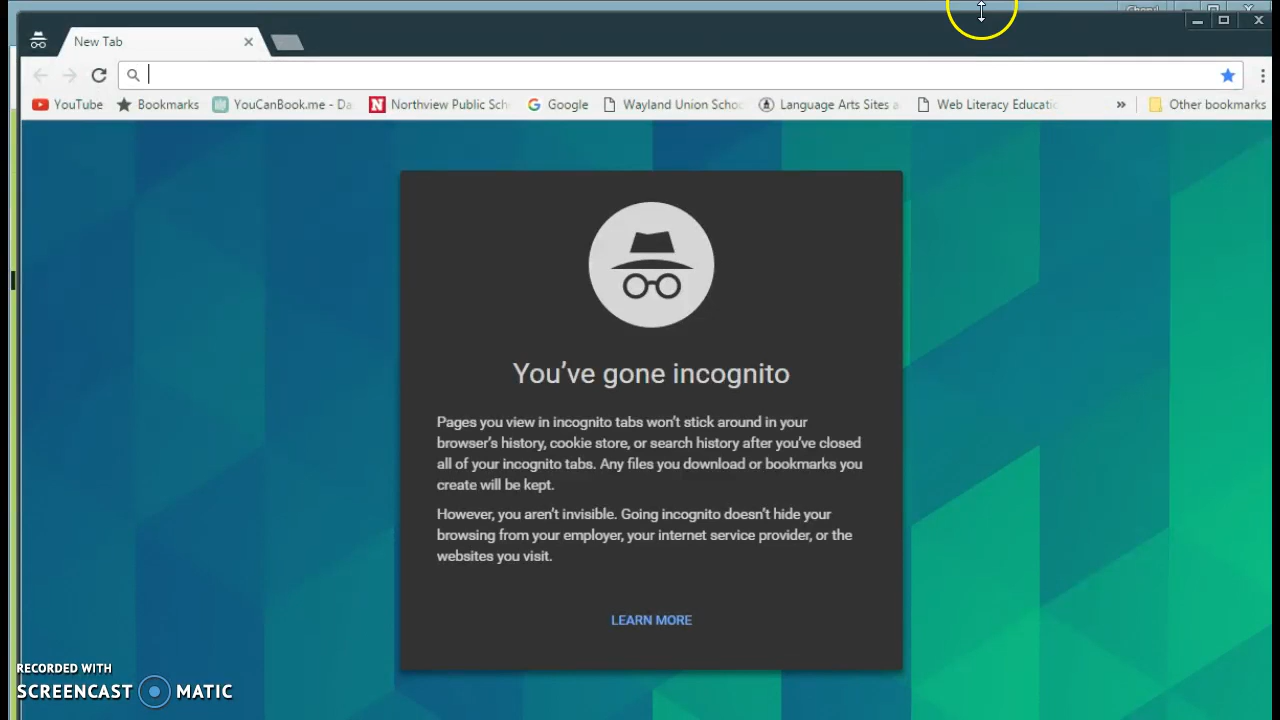 New Tab
YouTube Bookmarks YouCanBook.me - Da Northview Public Sch Google Wayland Union Schoo Language Arts Sites a Web Literacy Educatio » Other bookmarks
You've gone incognito
Pages you view in incognito tabs won't stick around in your
browser's history, cookie store, or search history after you've closed
all of your incognito tabs. Any files you download or bookmarks you
create will be kept.
However, you aren't invisible. Going incognito doesn't hide your
browsing from your employer, your internet service provider, or the
websites you visit.
LEARN MORE
RECORDED WITH
SCREENCAST MATIC